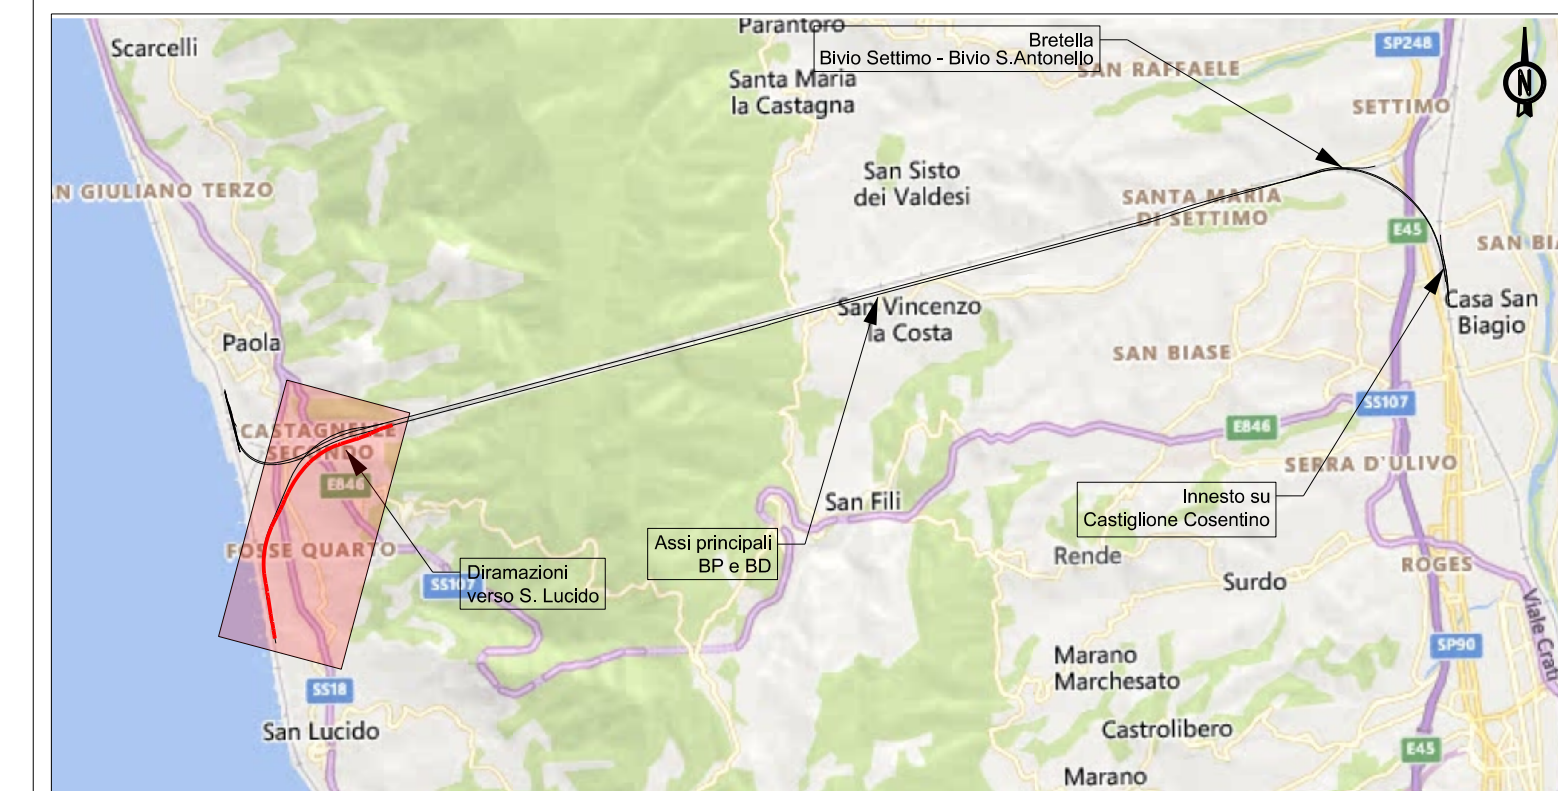 Parantoro
Scarcelli
Bretella
Bivio Settimo - Bivio S.Antonello
SP248
N
Santa Maria
la Castagna
SAN RAFFAELE
SETTIMO
San Sisto
dei Valdesi
N GIULIANO TERZO
SANTA MARIA
DI SETTIMO
E45
SAN BI
San Vincenzo
la Costa
Casa San
Biagio
Paola
SAN BIASE
SS107
E846
CASTAGNELLE
SECONDO
E846
SERRA D'ULIVO
San Fili
Innesto su
Castiglione Cosentino
FOSSE QUARTO
Assi principali
BP e BD
Rende
ROGES
Diramazioni
verso S. Lucido
SS107
Surdo
Viale Crati
SP90
Marano
Marchesato
SS18
San Lucido
Castrolibero
E45
Marano